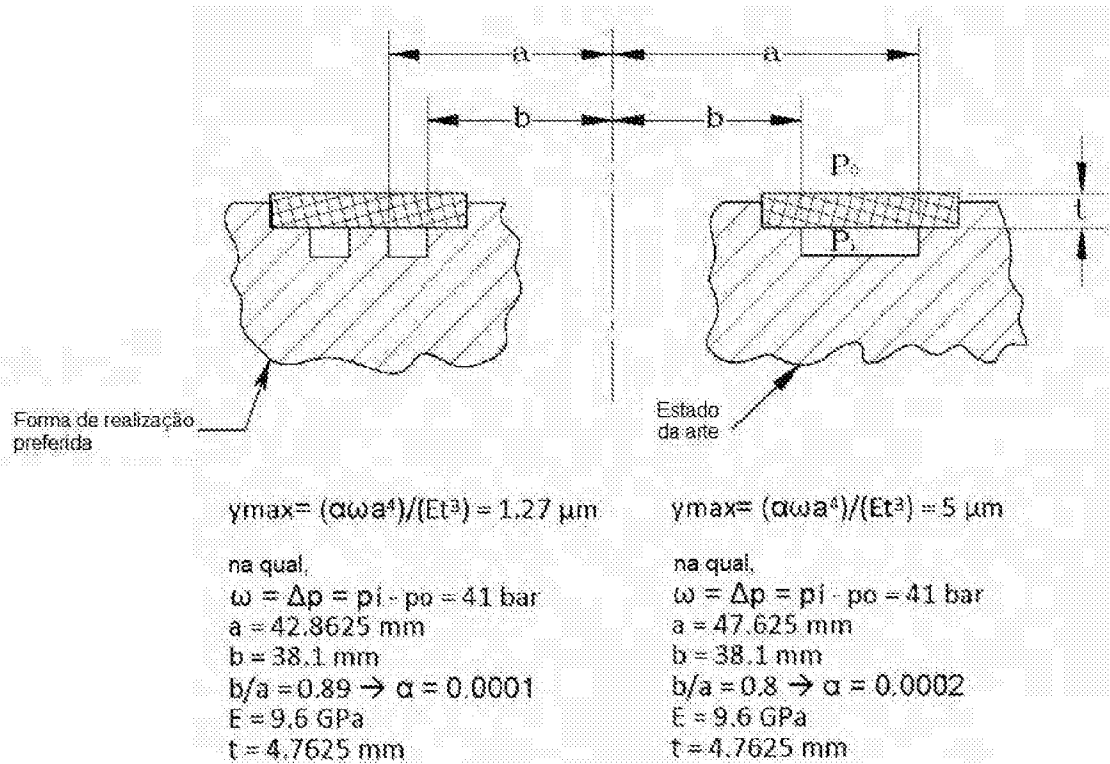 a
a
b
b
Po
t
Pi
Forma de realização
preferida
Estado
da arte
ymax= (αωa⁴)/(Et³) = 1.27 μm
na qual,
ω = Δp = pi - po = 41 bar
a = 42.8625 mm
b = 38.1 mm
b/a = 0.89 → α = 0.0001
E = 9.6 GPa
t = 4.7625 mm
ymax= (αωa⁴)/(Et³) = 5 μm
na qual,
ω = Δp = pi - po = 41 bar
a = 47.625 mm
b = 38.1 mm
b/a = 0.8 → α = 0.0002
E = 9.6 GPa
t = 4.7625 mm